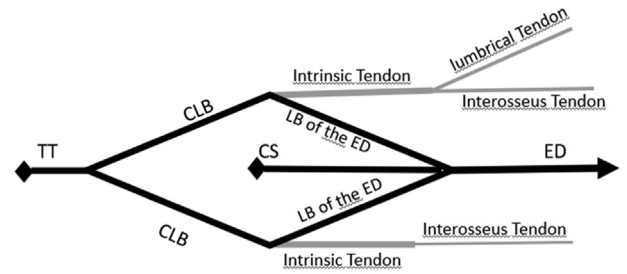 lumbrical Tendon
Intrinsic Tendon
Interosseus Tendon
CLB
LB of the ED
TT
CS
ED
LB of the ED
CLB
Interosseus Tendon
Intrinsic Tendon